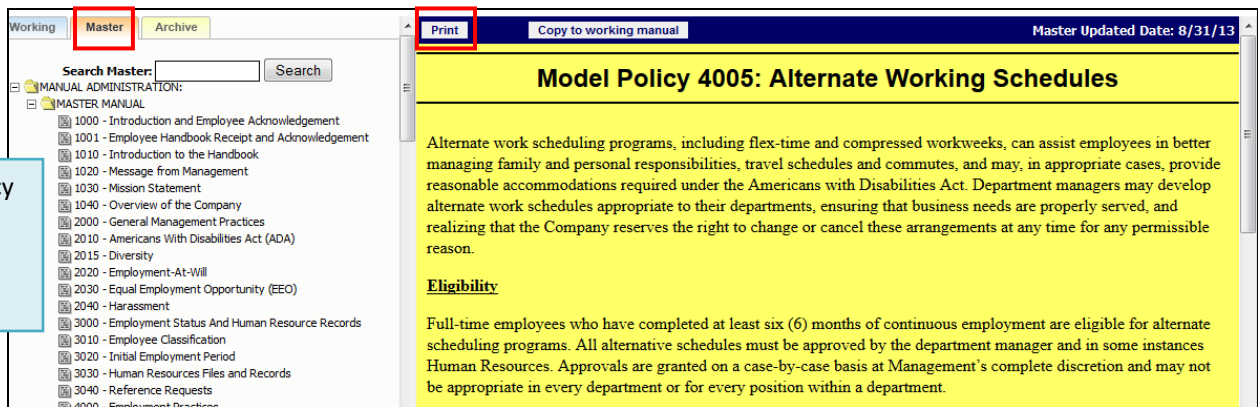 Working Master Archive
Search Master: Search
MANUAL ADMINISTRATION:
MASTER MANUAL
1000 - Introduction and Employee Acknowledgement
1001 - Employee Handbook Receipt and Acknowledgement
1010 - Introduction to the Handbook
1020 - Message from Management
1030 - Mission Statement
1040 - Overview of the Company
2000 - General Management Practices
2010 - Americans With Disabilities Act (ADA)
2015 - Diversity
2020 - Employment-At-Will
2030 - Equal Employment Opportunity (EEO)
2040 - Harassment
3000 - Employment Status And Human Resource Records
3010 - Employee Classification
3020 - Initial Employment Period
3030 - Human Resources Files and Records
3040 - Reference Requests
4000 - Employment Practices
Print Copy to working manual Master Updated Date: 8/31/13
Model Policy 4005: Alternate Working Schedules
Alternate work scheduling programs, including flex-time and compressed workweeks, can assist employees in better
managing family and personal responsibilities, travel schedules and commutes, and may, in appropriate cases, provide
reasonable accommodations required under the Americans with Disabilities Act. Department managers may develop
alternate work schedules appropriate to their departments, ensuring that business needs are properly served, and
realizing that the Company reserves the right to change or cancel these arrangements at any time for any permissible
reason.
Eligibility
Full-time employees who have completed at least six (6) months of continuous employment are eligible for alternate
scheduling programs. All alternative schedules must be approved by the department manager and in some instances
Human Resources. Approvals are granted on a case-by-case basis at Management's complete discretion and may not
be appropriate in every department or for every position within a department.